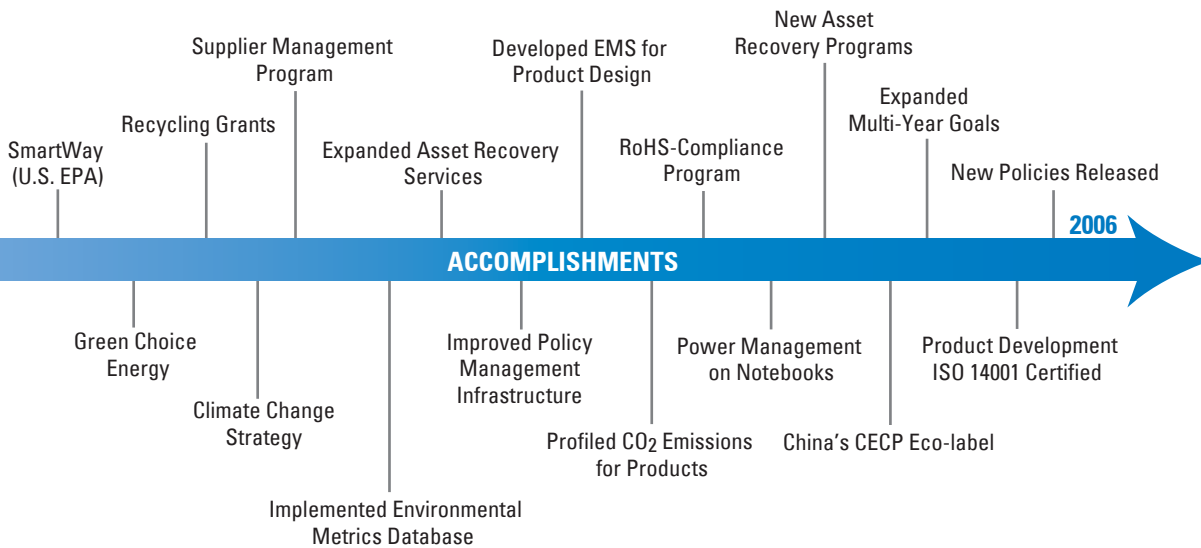 New Asset
Recovery Programs
Supplier Management
Program
Developed EMS for
Product Design
Expanded
Multi-Year Goals
Recycling Grants
SmartWay
(U.S. EPA)
Expanded Asset Recovery
Services
RoHS-Compliance
Program
New Policies Released
2006
ACCOMPLISHMENTS
Green Choice
Energy
Improved Policy
Management
Infrastructure
Power Management
on Notebooks
Product Development
ISO 14001 Certified
Climate Change
Strategy
Profiled CO2 Emissions
for Products
China's CECP Eco-label
Implemented Environmental
Metrics Database